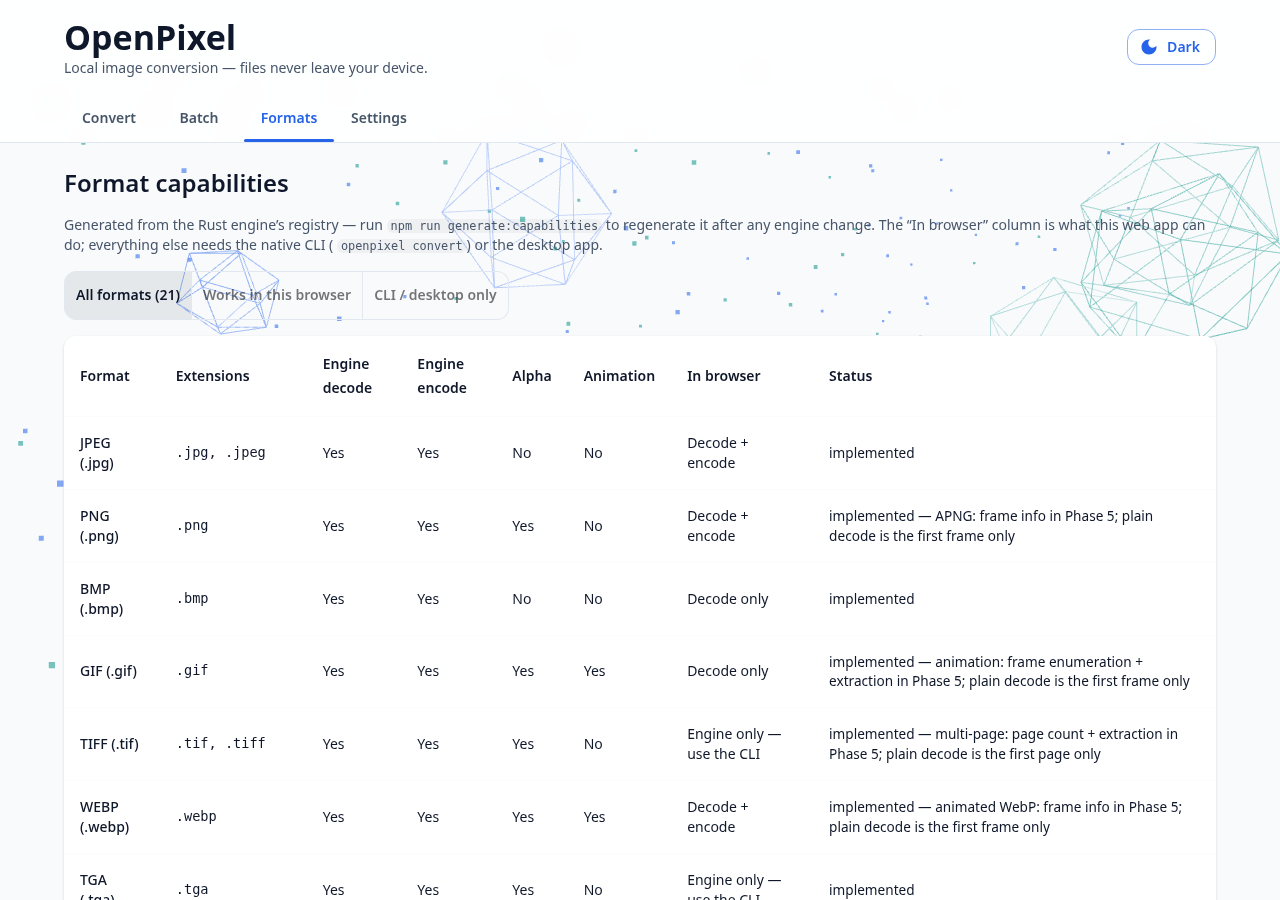 OpenPixel
Local image conversion — files never leave your device.
Dark
Convert Batch Formats Settings
Format capabilities
Generated from the Rust engine’s registry — run npm run generate:capabilities to regenerate it after any engine change. The “In browser” column is what this web app can
do; everything else needs the native CLI ( openpixel convert ) or the desktop app.
All formats (21) Works in this browser CLI / desktop only
Format Extensions Engine decode Engine encode Alpha Animation In browser Status
JPEG (.jpg) .jpg, .jpeg Yes Yes No No Decode + encode implemented
PNG (.png) .png Yes Yes Yes No Decode + encode implemented — APNG: frame info in Phase 5; plain decode is the first frame only
BMP (.bmp) .bmp Yes Yes No No Decode only implemented
GIF (.gif) .gif Yes Yes Yes Yes Decode only implemented — animation: frame enumeration + extraction in Phase 5; plain decode is the first frame only
TIFF (.tif) .tif, .tiff Yes Yes Yes No Engine only — use the CLI implemented — multi-page: page count + extraction in Phase 5; plain decode is the first page only
WEBP (.webp) .webp Yes Yes Yes Yes Decode + encode implemented — animated WebP: frame info in Phase 5; plain decode is the first frame only
TGA (.tga) .tga Yes Yes Yes No Engine only — use the CLI implemented